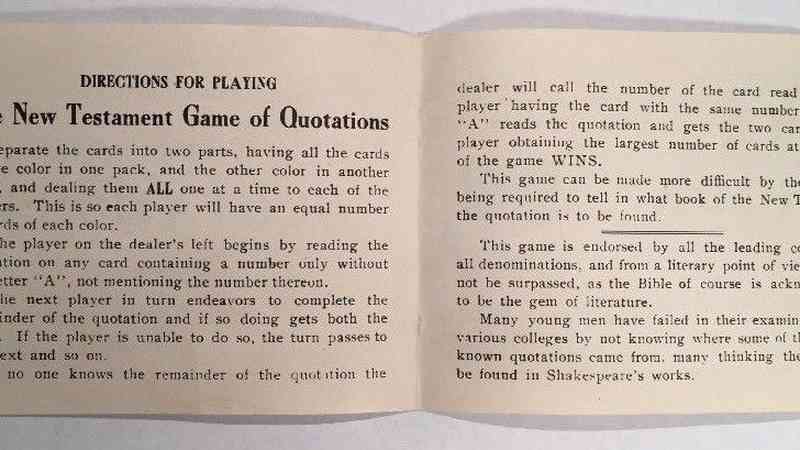 DIRECTIONS FOR PLAYING
New Testament Game of Quotations
eparate the cards into two parts, having all the cards
e color in one pack, and the other color in another
, and dealing them ALL one at a time to each of the
ers. This is so each player will have an equal number
rds of each color.
he player on the dealer's left begins by reading the
ation on any card containing a number only without
etter "A", not mentioning the number thereon.
he next player in turn endeavors to complete the
inder of the quotation and if so doing gets both the
. If the player is unable to do so, the turn passes to
ext and so on.
no one knows the remainder of the quotation the
dealer will call the number of the card read
player having the card with the same number
"A" reads the quotation and gets the two car
player obtaining the largest number of cards at
of the game WINS.
This game can be made more difficult by the
being required to tell in what book of the New T
the quotation is to be found.
This game is endorsed by all the leading co
all denominations, and from a literary point of vie
not be surpassed, as the Bible of course is ackn
to be the gem of literature.
Many young men have failed in their examin
various colleges by not knowing where some of th
known quotations came from, many thinking the
be found in Shakespeare's works.